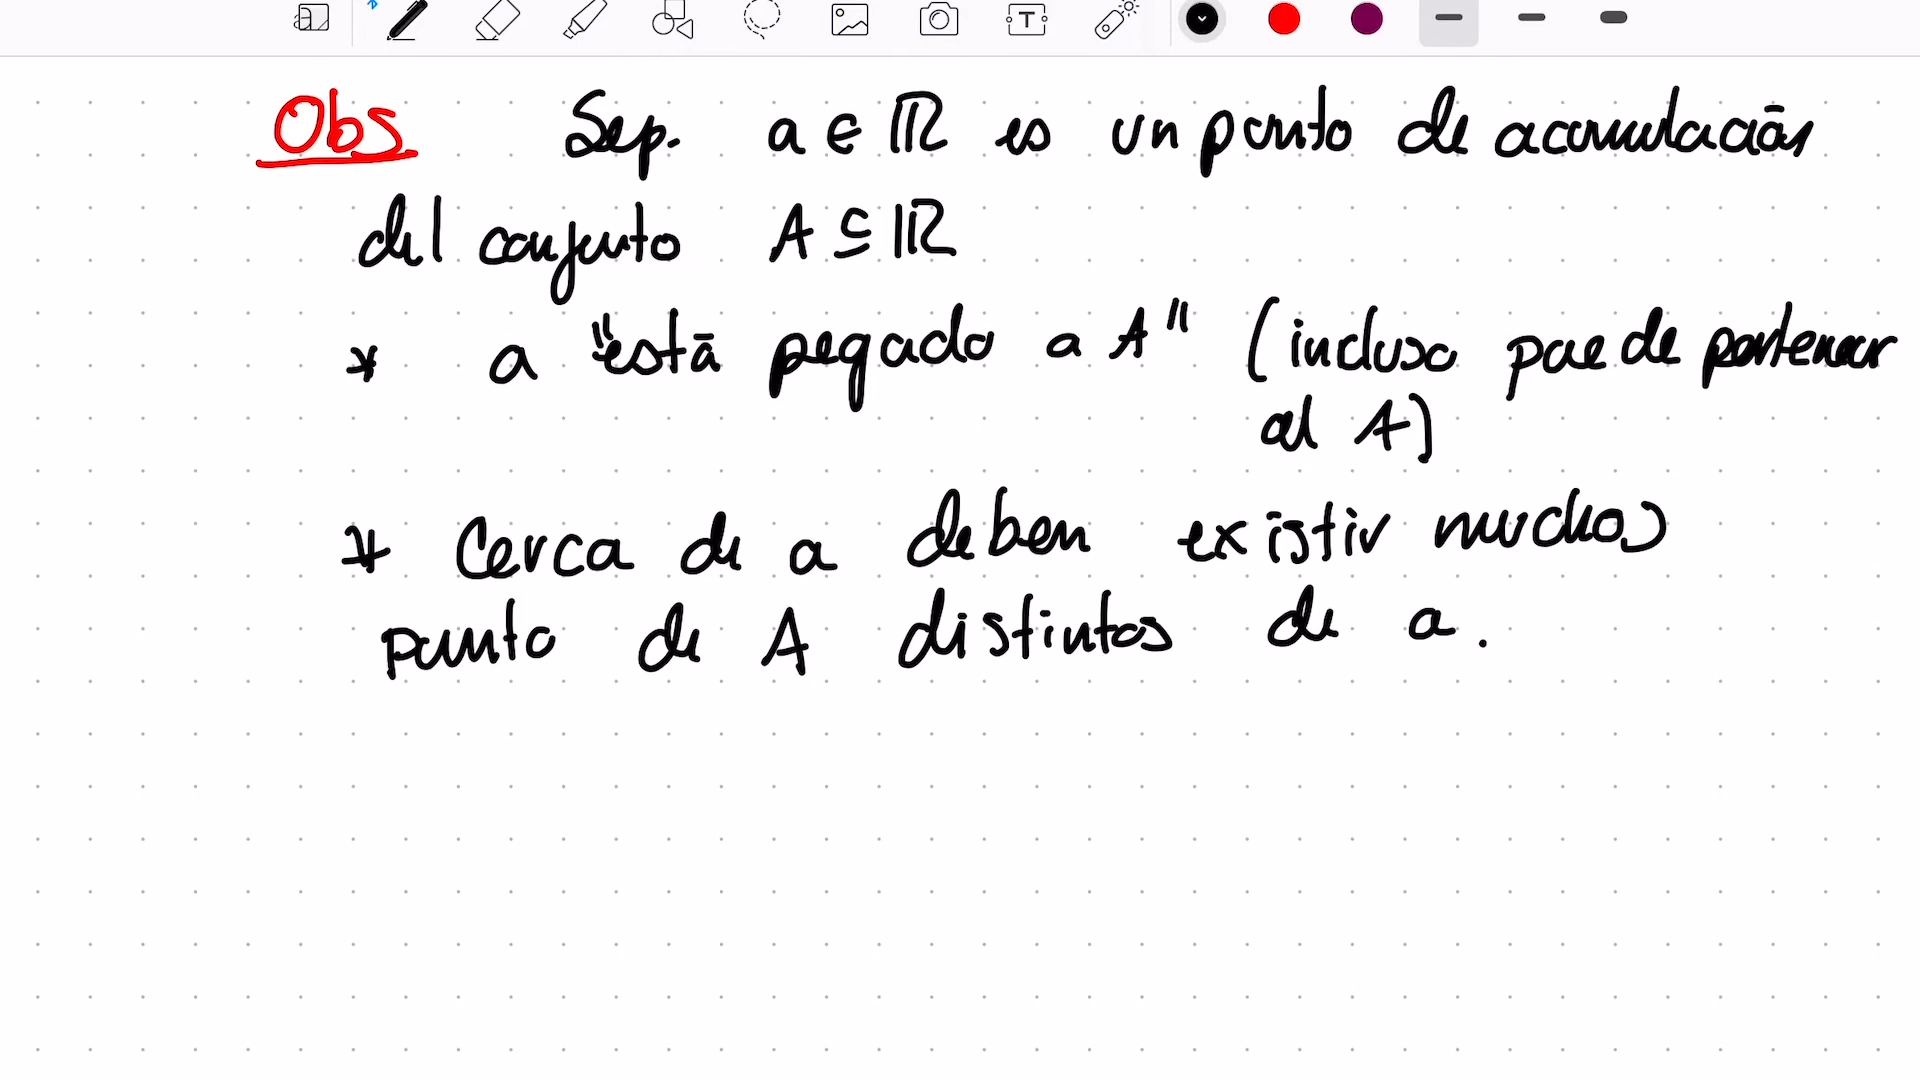 Obs Sup. a ∈ ℝ es un punto de acumulación
del conjunto A ⊆ ℝ
* a "está pegado a A" (incluso puede pertenecer
al A)
* Cerca de a deben existir muchos
punto de A distintos de a.